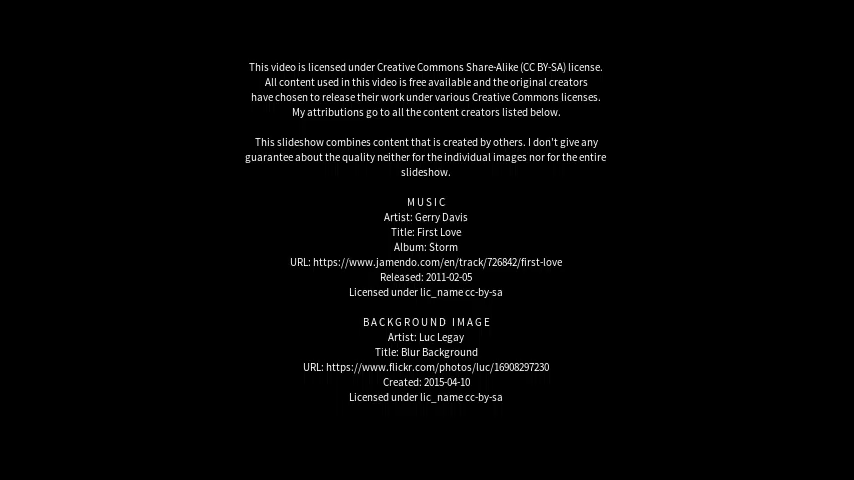 This video is licensed under Creative Commons Share-Alike (CC BY-SA) license.
All content used in this video is free available and the original creators
have chosen to release their work under various Creative Commons licenses.
My attributions go to all the content creators listed below.
This slideshow combines content that is created by others. I don't give any
guarantee about the quality neither for the individual images nor for the entire
slideshow.
MUSIC
Artist: Gerry Davis
Title: First Love
Album: Storm
URL: https://www.jamendo.com/en/track/726842/first-love
Released: 2011-02-05
Licensed under lic_name cc-by-sa
BACKGROUND IMAGE
Artist: Luc Legay
Title: Blur Background
URL: https://www.flickr.com/photos/luc/16908297230
Created: 2015-04-10
Licensed under lic_name cc-by-sa